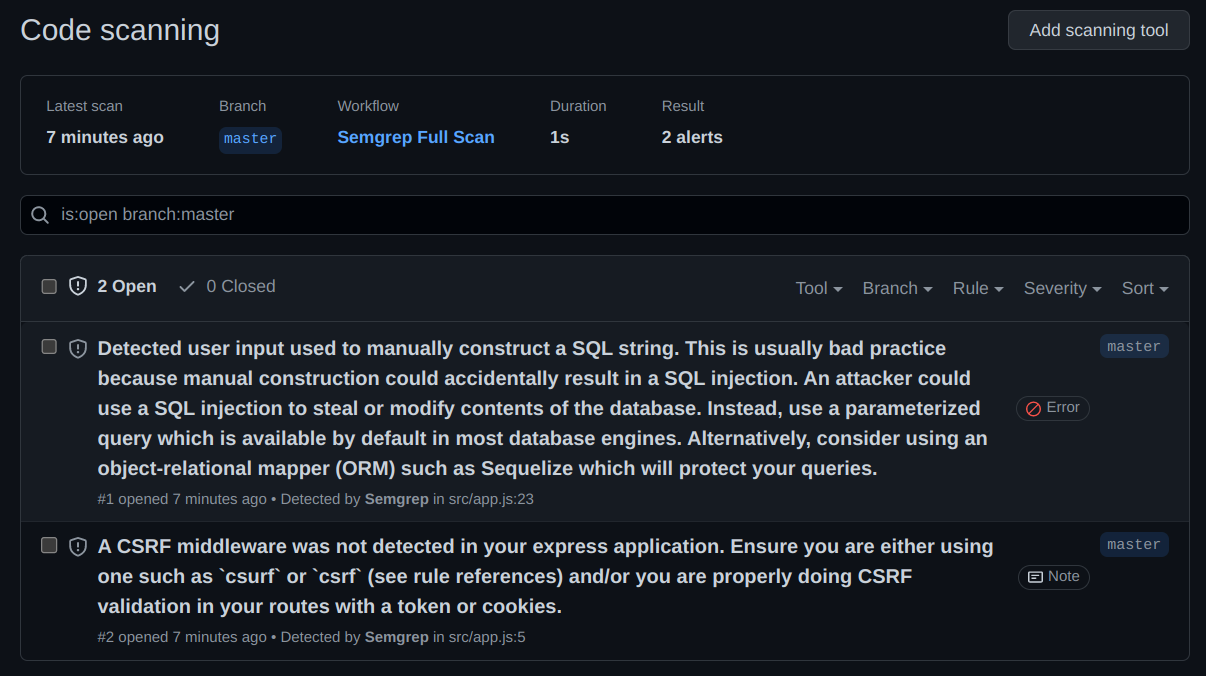 Code scanning
Add scanning tool
Latest scan Branch Workflow Duration Result
7 minutes ago master Semgrep Full Scan 1s 2 alerts
is:open branch:master
2 Open 0 Closed Tool Branch Rule Severity Sort
Detected user input used to manually construct a SQL string. This is usually bad practice master
because manual construction could accidentally result in a SQL injection. An attacker could
use a SQL injection to steal or modify contents of the database. Instead, use a parameterized Error
query which is available by default in most database engines. Alternatively, consider using an
object-relational mapper (ORM) such as Sequelize which will protect your queries.
#1 opened 7 minutes ago • Detected by Semgrep in src/app.js:23
A CSRF middleware was not detected in your express application. Ensure you are either using master
one such as `csurf` or `csrf` (see rule references) and/or you are properly doing CSRF Note
validation in your routes with a token or cookies.
#2 opened 7 minutes ago • Detected by Semgrep in src/app.js:5